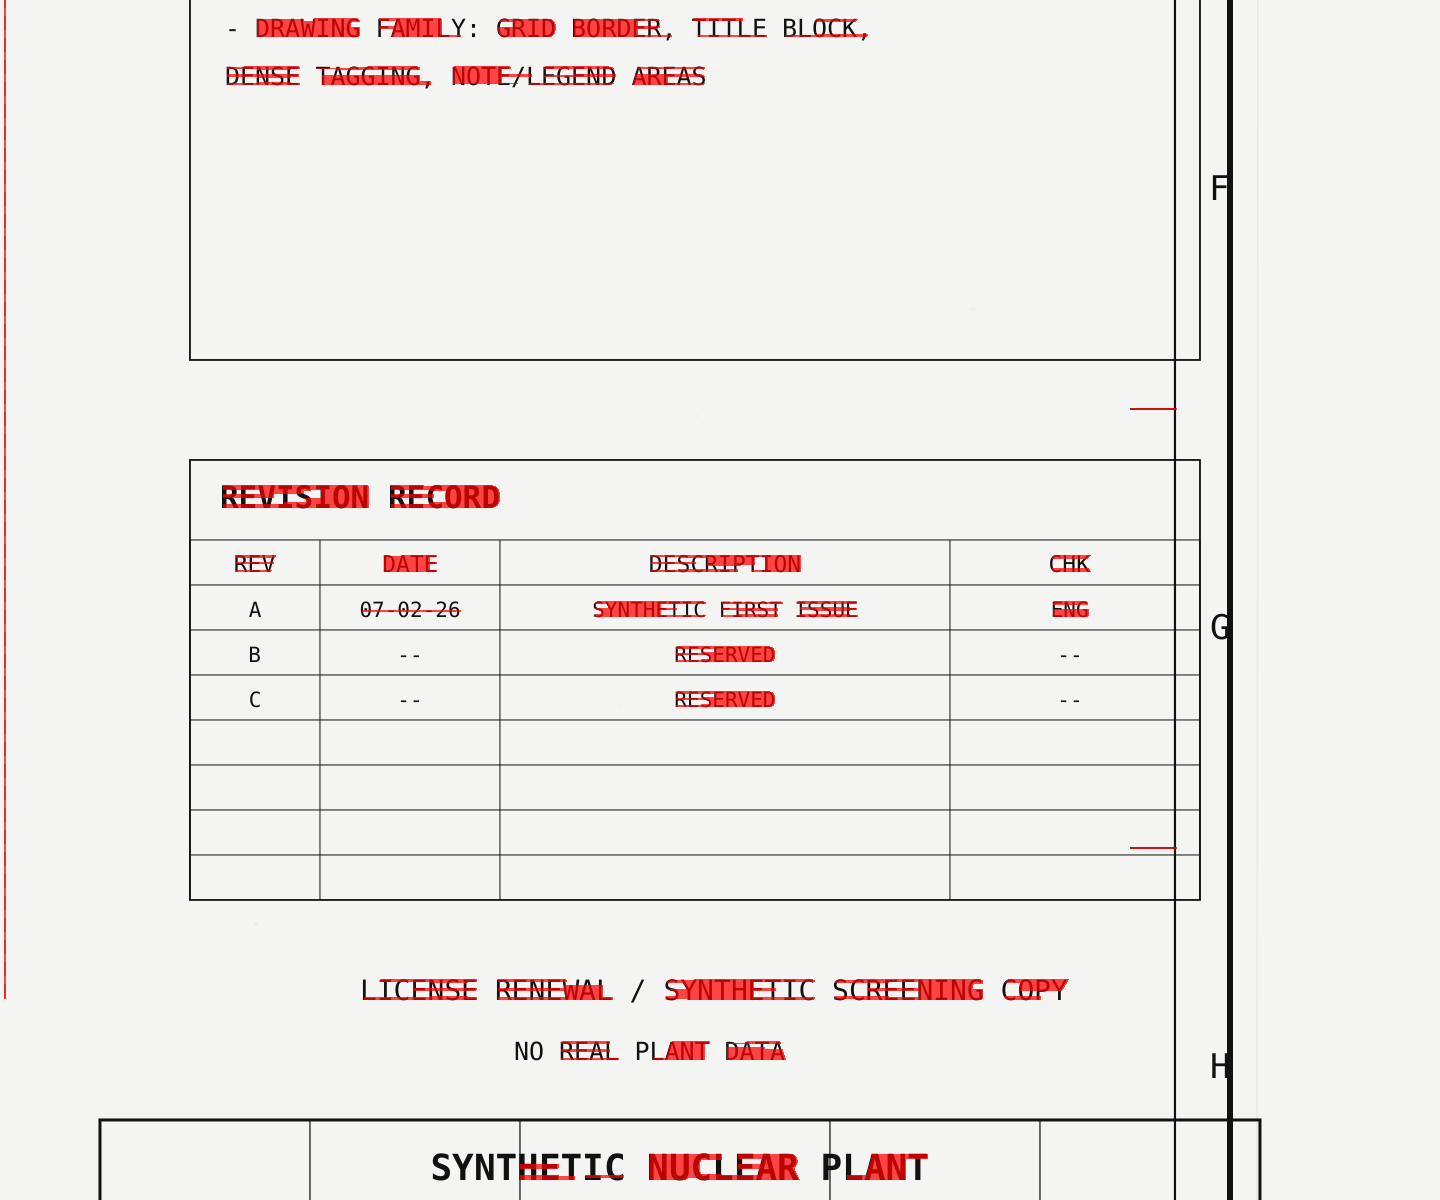 - DRAWING FAMILY: GRID BORDER, TITLE BLOCK,
DENSE TAGGING, NOTE/LEGEND AREAS
F
REVISION RECORD
REV DATE DESCRIPTION CHK
A 07-02-26 SYNTHETIC FIRST ISSUE ENG
G
B -- RESERVED --
C -- RESERVED --
LICENSE RENEWAL / SYNTHETIC SCREENING COPY
NO REAL PLANT DATA
H
SYNTHETIC NUCLEAR PLANT